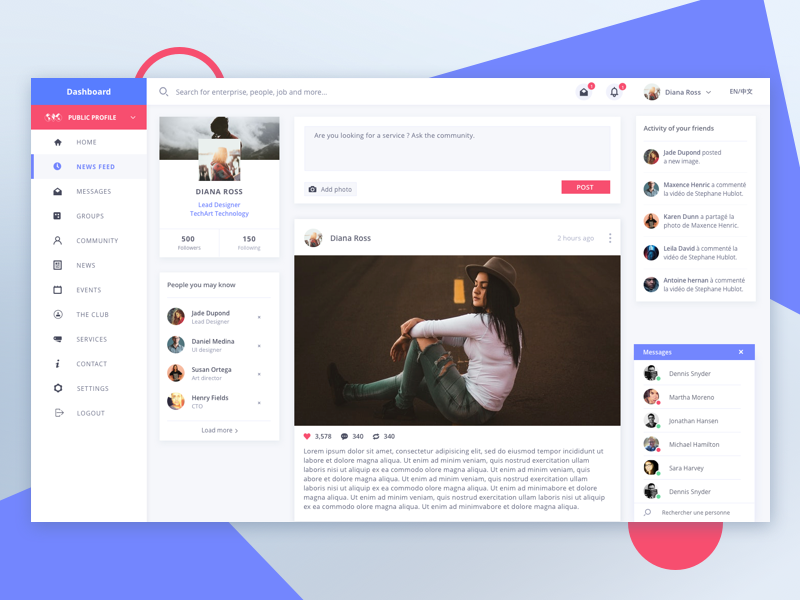 Dashboard
Search for enterprise, people, job and more...
1
3
Diana Ross
EN/中文
PUBLIC PROFILE
HOME
NEWS FEED
MESSAGES
GROUPS
COMMUNITY
NEWS
EVENTS
THE CLUB
SERVICES
CONTACT
SETTINGS
LOGOUT
DIANA ROSS
Lead Designer
TechArt Technology
500
Followers
150
Following
People you may know
Jade Dupond
Lead Designer
Daniel Medina
UI designer
Susan Ortega
Art director
Henry Fields
CTO
Load more
Are you looking for a service ? Ask the community.
Add photo
POST
Diana Ross
2 hours ago
3,578
340
340
Lorem ipsum dolor sit amet, consectetur adipisicing elit, sed do eiusmod tempor incididunt ut
labore et dolore magna aliqua. Ut enim ad minim veniam, quis nostrud exercitation ullam
laboris nisi ut aliquip ex ea commodo olore magna aliqua. Ut enim ad minim veniam, quis
abore et dolore magna aliqua. Ut enim ad minim veniam, quis nostrud exercitation ullam
laboris nisi ut aliquip ex ea commodo olore magna aliqua. Ut enim ad minimabore et dolore
magna aliqua. Ut enim ad minim veniam, quis nostrud exercitation ullam laboris nisi ut aliquip
ex ea commodo olore magna aliqua. Ut enim ad minimvabore et dolore magna aliqua.
Activity of your friends
Jade Dupond posted
a new image.
Maxence Henric a commenté
la vidéo de Stephane Hublot.
Karen Dunn a partagé la
photo de Maxence Henric.
Leila David à commenté la
vidéo de Stephane Hublot.
Antoine hernan à commenté
la vidéo de Stephane Hublot.
Messages
Dennis Snyder
Martha Moreno
Jonathan Hansen
Michael Hamilton
Sara Harvey
Dennis Snyder
Rechercher une personne